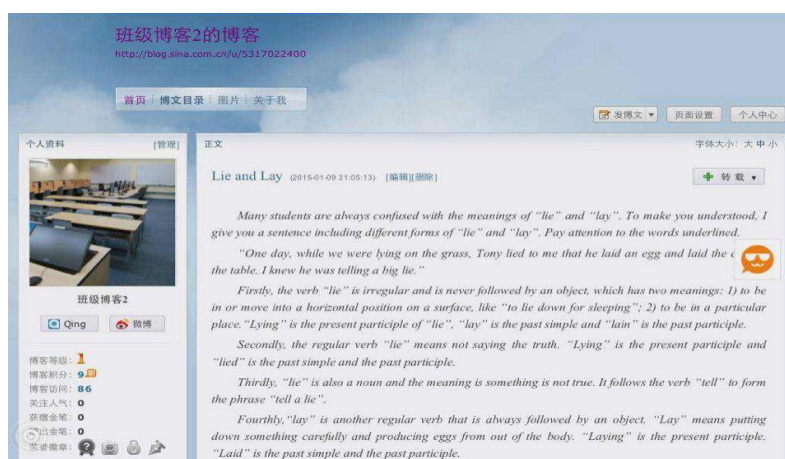 班级博客2的博客
http://blog.sina.com.cn/u/5317022400
首页 博文目录 图片 关于我
发博文 页面设置 个人中心
个人资料 [管理]
班级博客2
Qing 微博
博客等级: 1
博客积分: 9
博客访问: 86
关注人气: 0
获赠金笔: 0
赠出金笔: 0
荣誉徽章:
正文 字体大小: 大 中 小
Lie and Lay (2015-01-09 21:05:13) [编辑][删除]
转载
Many students are always confused with the meanings of "lie" and "lay". To make you understood, I
give you a sentence including different forms of "lie" and "lay". Pay attention to the words underlined.
"One day, while we were lying on the grass, Tony lied to me that he laid an egg and laid the
the table. I knew he was telling a big lie."
Firstly, the verb "lie" is irregular and is never followed by an object, which has two meanings: 1) to be
in or move into a horizontal position on a surface, like "to lie down for sleeping"; 2) to be in a particular
place. "Lying" is the present participle of "lie", "lay" is the past simple and "lain" is the past participle.
Secondly, the regular verb "lie" means not saying the truth. "Lying" is the present participle and
"lied" is the past simple and the past participle.
Thirdly, "lie" is also a noun and the meaning is something is not true. It follows the verb "tell" to form
the phrase "tell a lie".
Fourthly, "lay" is another regular verb that is always followed by an object. "Lay" means putting
down something carefully and producing eggs from out of the body. "Laying" is the present participle.
"Laid" is the past simple and the past participle.